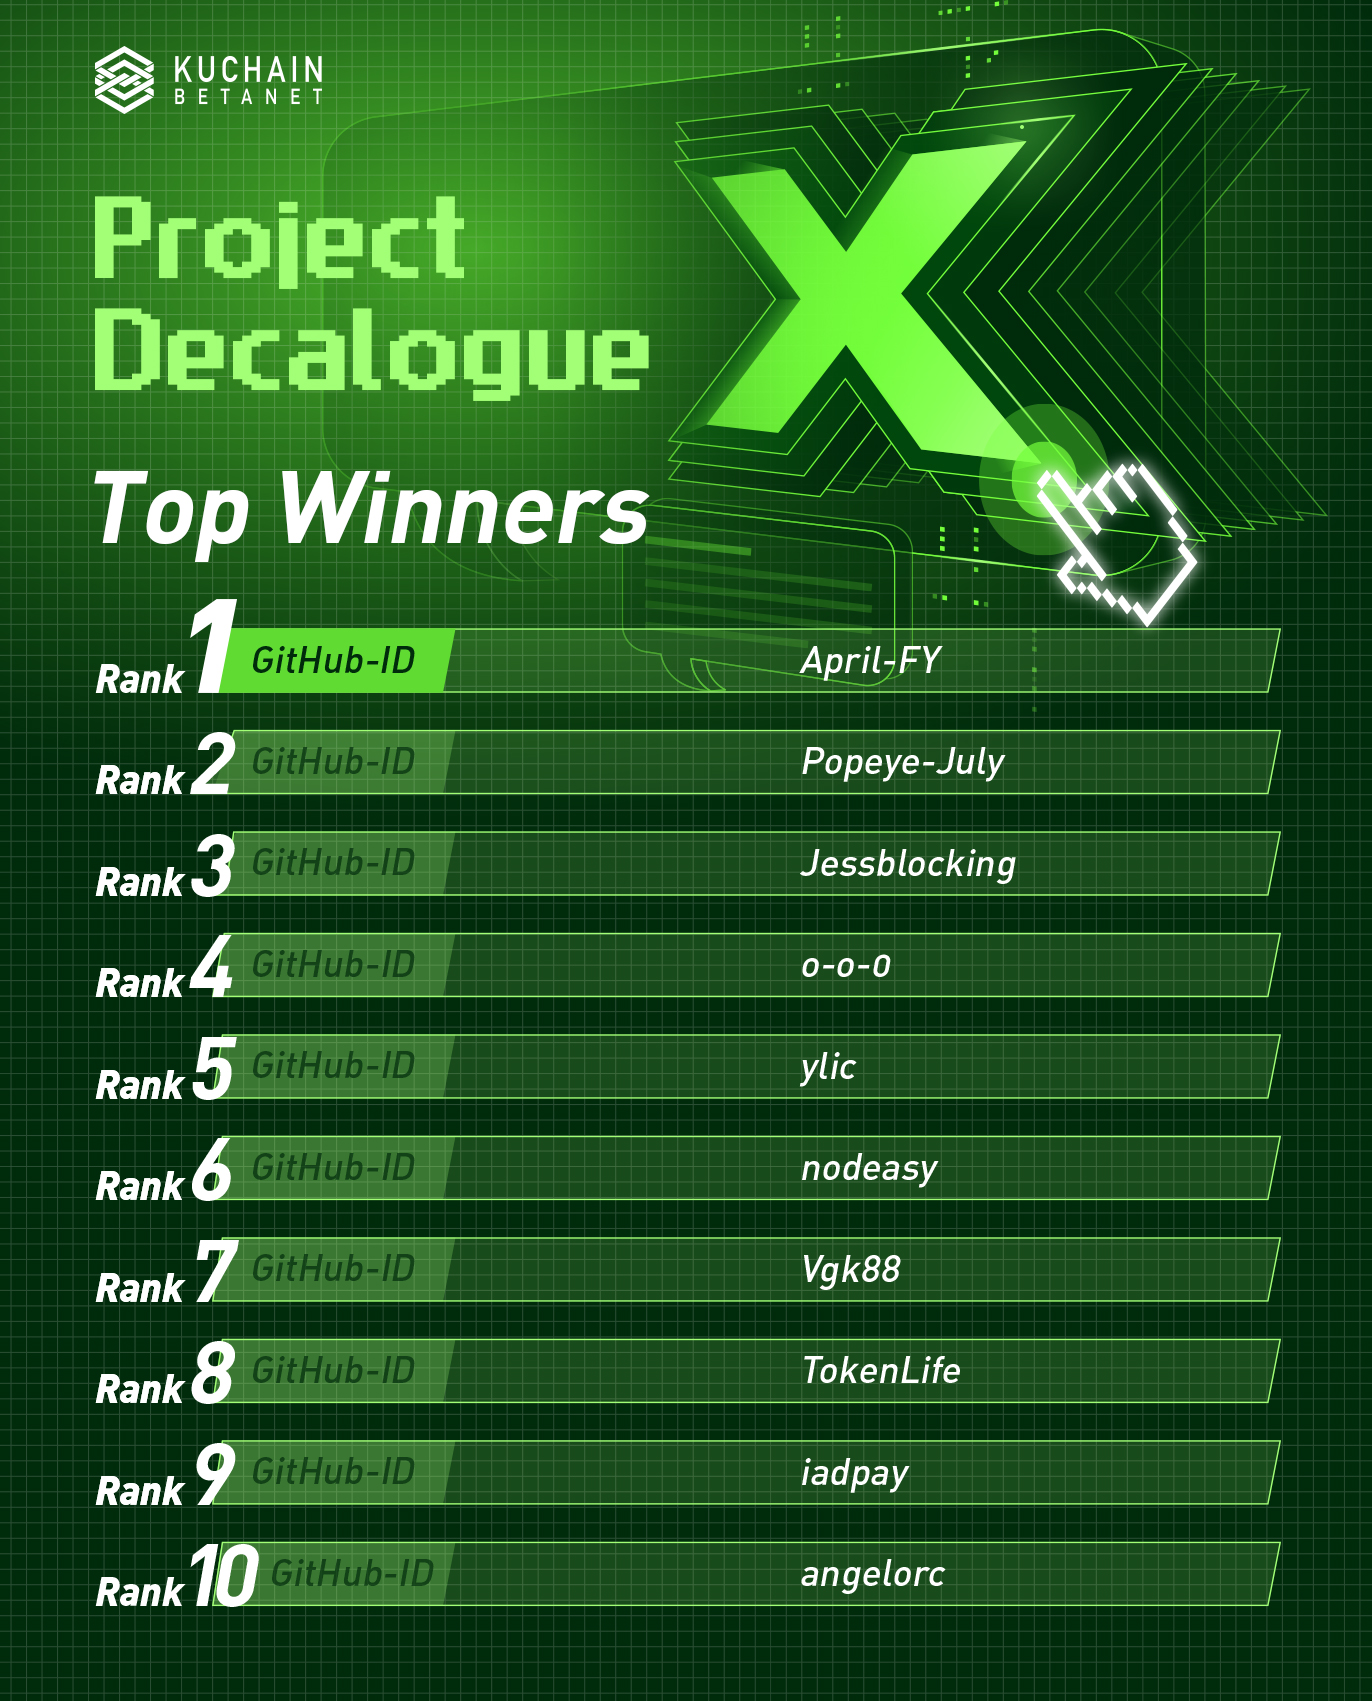 KUCHAIN
BETANET
X
Project
Decalogue
Top Winners
Rank 1 GitHub-ID April-FY
Rank 2 GitHub-ID Popeye-July
Rank 3 GitHub-ID Jessblocking
Rank 4 GitHub-ID o-o-0
Rank 5 GitHub-ID ylic
Rank 6 GitHub-ID nodeasy
Rank 7 GitHub-ID Vgk88
Rank 8 GitHub-ID TokenLife
Rank 9 GitHub-ID iadpay
Rank 10 GitHub-ID angelorc